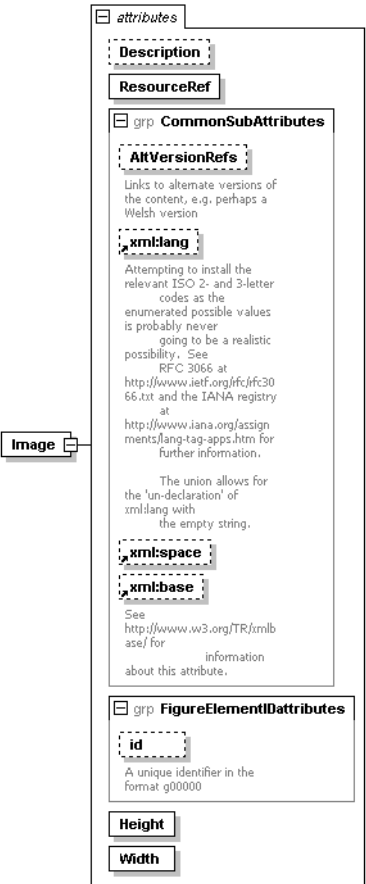 attributes
Description
ResourceRef
grp CommonSubAttributes
AltVersionRefs
Links to alternate versions of
the content, e.g. perhaps a
Welsh version
xml:lang
Attempting to install the
relevant ISO 2- and 3-letter
codes as the
enumerated possible values
is probably never
going to be a realistic
possibility. See
RFC 3066 at
http://www.ietf.org/rfc/rfc30
66.txt and the IANA registry
at
http://www.iana.org/assign
ments/lang-tag-apps.htm for
further information.
The union allows for
the 'un-declaration' of
xml:lang with
the empty string.
Image
xml:space
xml:base
See
http://www.w3.org/TR/xmlb
ase/ for
information
about this attribute.
grp FigureElementIDattributes
id
A unique identifier in the
format g00000
Height
Width